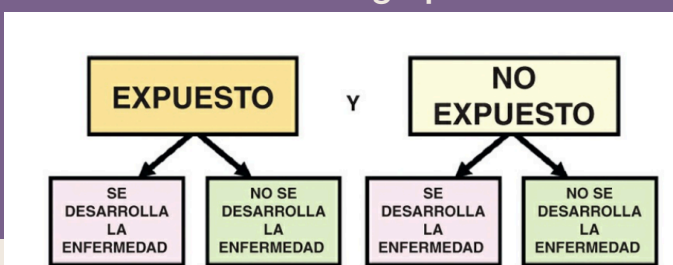 EXPUESTO
Y
NO
EXPUESTO
SE
DESARROLLA
LA
ENFERMEDAD
NO SE
DESARROLLA
LA
ENFERMEDAD
SE
DESARROLLA
LA
ENFERMEDAD
NO SE
DESARROLLA
LA
ENFERMEDAD